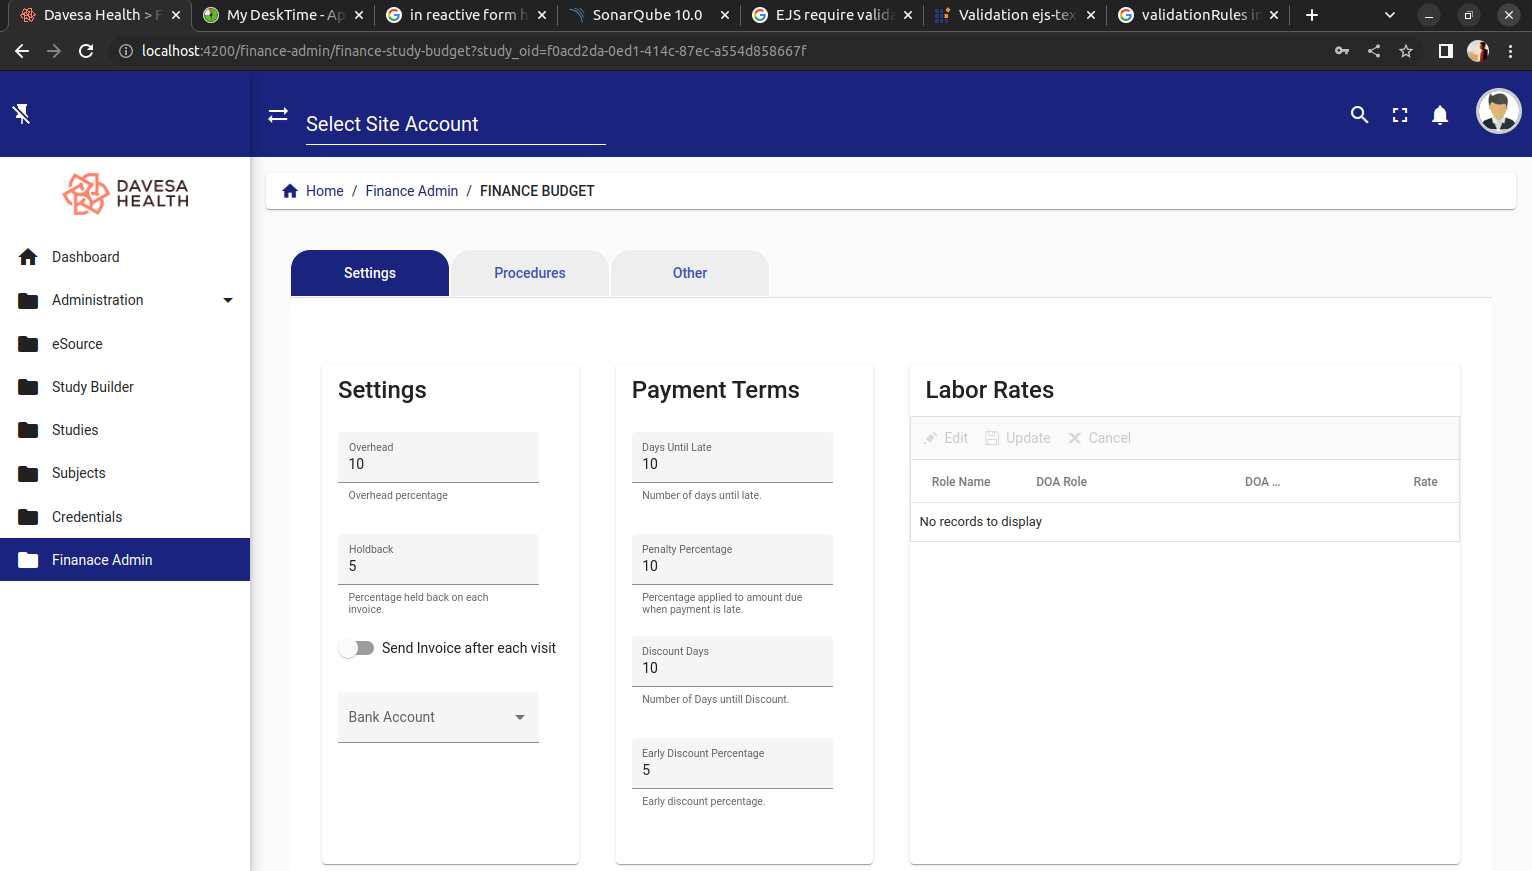 Davesa Health > F
My DeskTime - Ap
in reactive form h
SonarQube 10.0
EJS require valida
Validation ejs-tex
validationRules in
localhost:4200/finance-admin/finance-study-budget?study_oid=f0acd2da-0ed1-414c-87ec-a554d858667f
Select Site Account
DAVESA
HEALTH
Home / Finance Admin / FINANCE BUDGET
Dashboard
Administration
eSource
Study Builder
Studies
Subjects
Credentials
Finanace Admin
Settings
Procedures
Other
Settings
Overhead
10
Overhead percentage
Holdback
5
Percentage held back on each
invoice.
Send Invoice after each visit
Bank Account
Payment Terms
Days Until Late
10
Number of days until late.
Penalty Percentage
10
Percentage applied to amount due
when payment is late.
Discount Days
10
Number of Days untill Discount.
Early Discount Percentage
5
Early discount percentage.
Labor Rates
Edit Update Cancel
Role Name DOA Role DOA ... Rate
No records to display